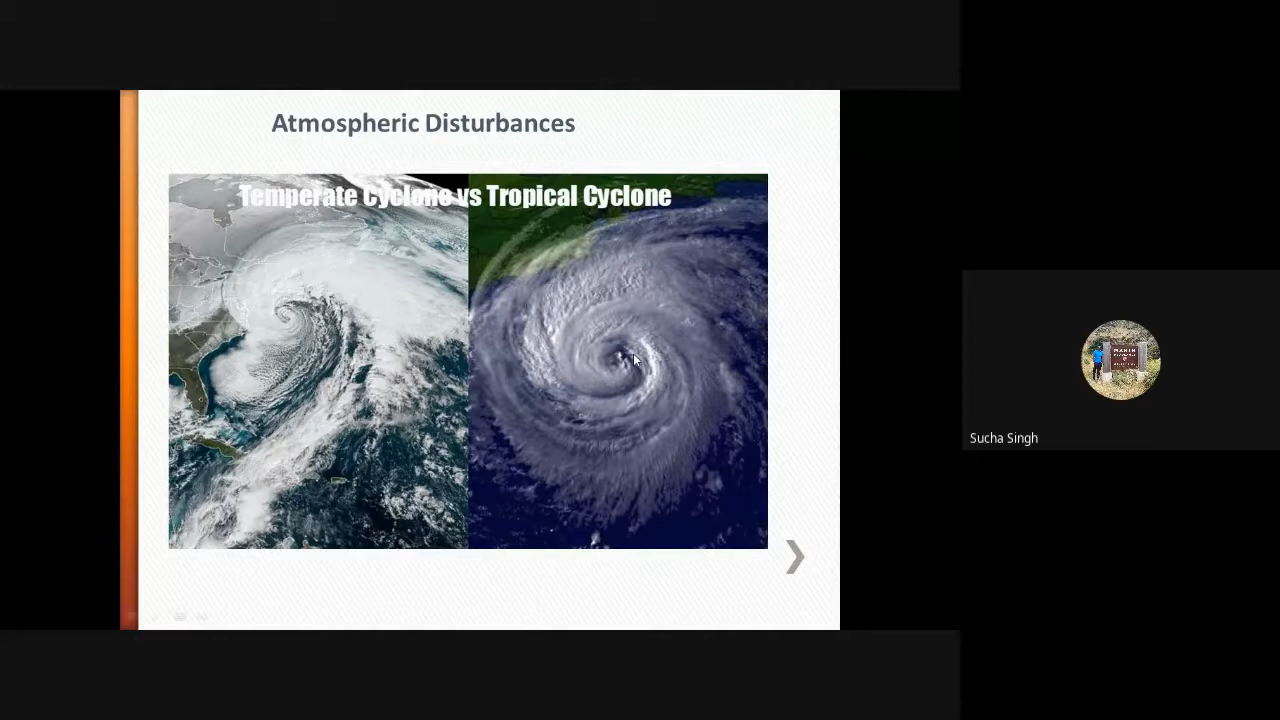 Atmospheric Disturbances
Temperate Cyclone vs Tropical Cyclone
Sucha Singh